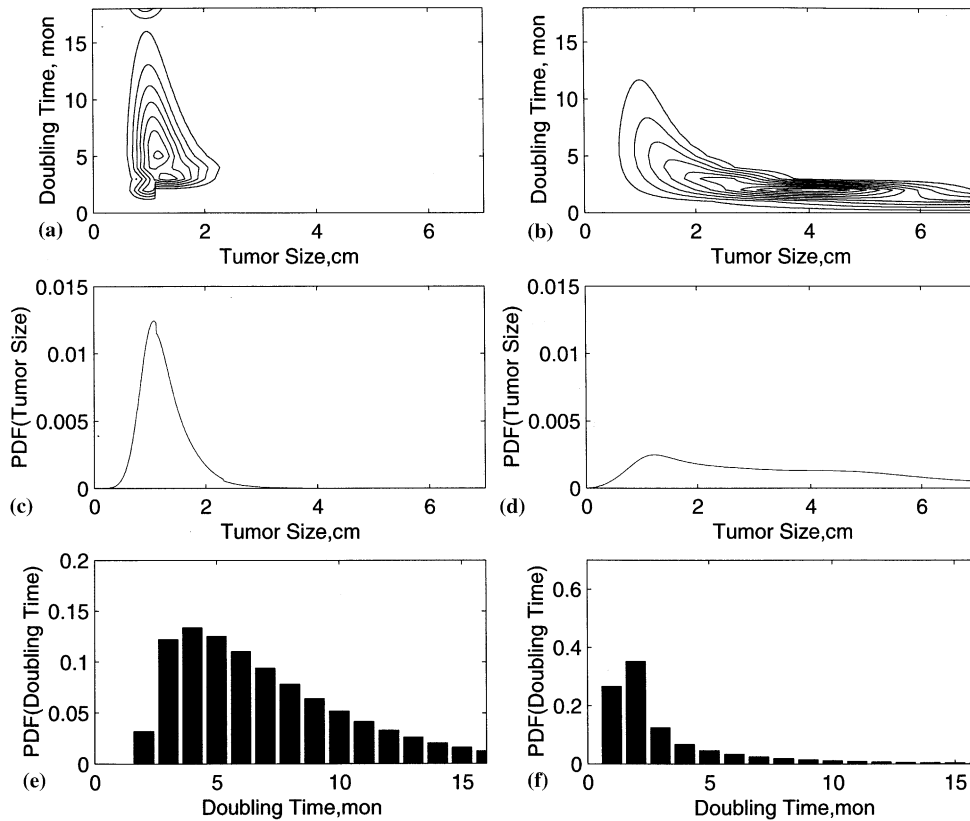 Doubling Time, mon
15
10
5
0
(a)
0 2 4 6
Tumor Size,cm
Doubling Time, mon
15
10
5
0
(b)
0 2 4 6
Tumor Size,cm
PDF(Tumor Size)
0.015
0.01
0.005
0
(c)
0 2 4 6
Tumor Size,cm
PDF(Tumor Size)
0.015
0.01
0.005
0
(d)
0 2 4 6
Tumor Size,cm
PDF(Doubling Time)
0.2
0.15
0.1
0.05
0
(e)
0 5 10 15
Doubling Time,mon
PDF(Doubling Time)
0.6
0.4
0.2
0
(f)
0 5 10 15
Doubling Time,mon